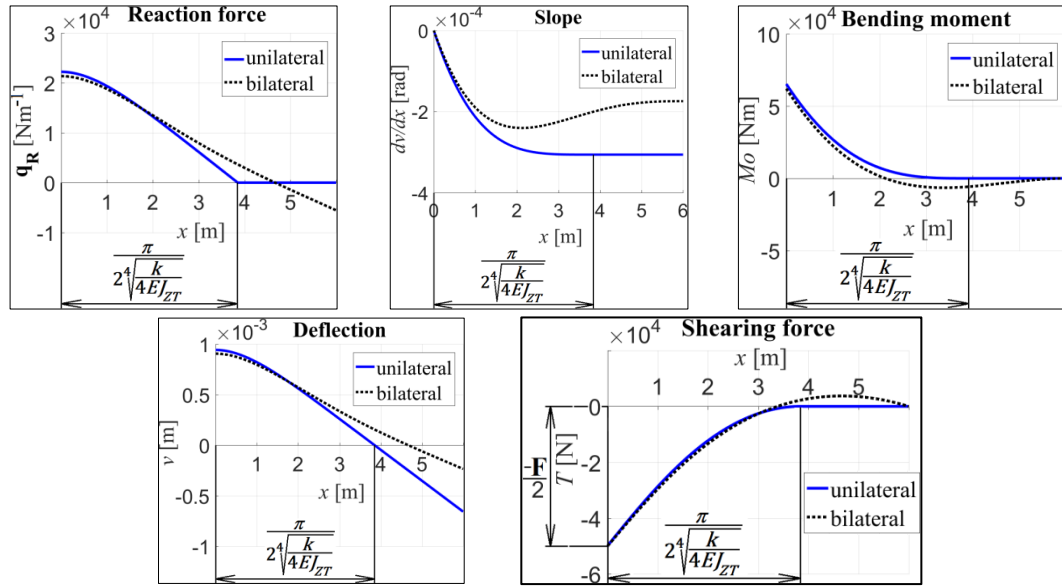 Reaction force
×10⁴
3
2
1
0
-1
q_R [Nm⁻¹]
unilateral
bilateral
1 2 3 4 5
x [m]
π
2⁴√k
4EJ_ZT
Slope
×10⁻⁴
0
-2
-4
dv/dx [rad]
unilateral
bilateral
0 1 2 3 4 5 6
x [m]
π
2⁴√k
4EJ_ZT
Bending moment
×10⁴
10
5
0
-5
Mo [Nm]
unilateral
bilateral
1 2 3 4 5
x [m]
π
2⁴√k
4EJ_ZT
Deflection
×10⁻³
1
0.5
0
-0.5
-1
v [m]
unilateral
bilateral
1 2 3 4 5
x [m]
π
2⁴√k
4EJ_ZT
Shearing force
×10⁴
x [m]
1 2 3 4 5
0
-2
-4
-6
-F
2
T [N]
unilateral
bilateral
π
2⁴√k
4EJ_ZT